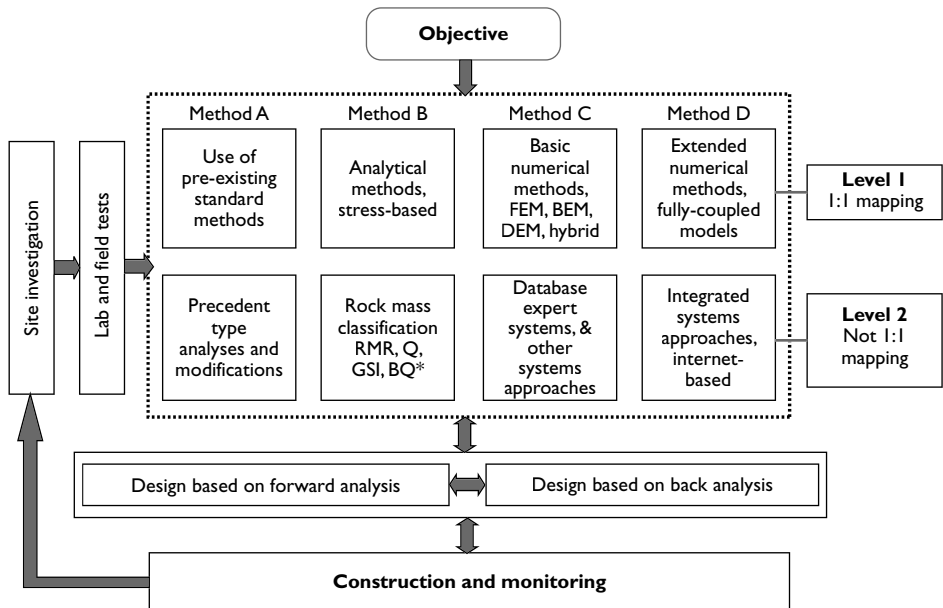 Objective
Method A
Method B
Method C
Method D
Use of
pre-existing
standard
methods
Analytical
methods,
stress-based
Basic
numerical
methods,
FEM, BEM,
DEM, hybrid
Extended
numerical
methods,
fully-coupled
models
Level 1
1:1 mapping
Site investigation
Lab and field tests
Precedent
type
analyses and
modifications
Rock mass
classification
RMR, Q,
GSI, BQ*
Database
expert
systems, &
other
systems
approaches
Integrated
systems
approaches,
internet-
based
Level 2
Not 1:1
mapping
Design based on forward analysis
Design based on back analysis
Construction and monitoring